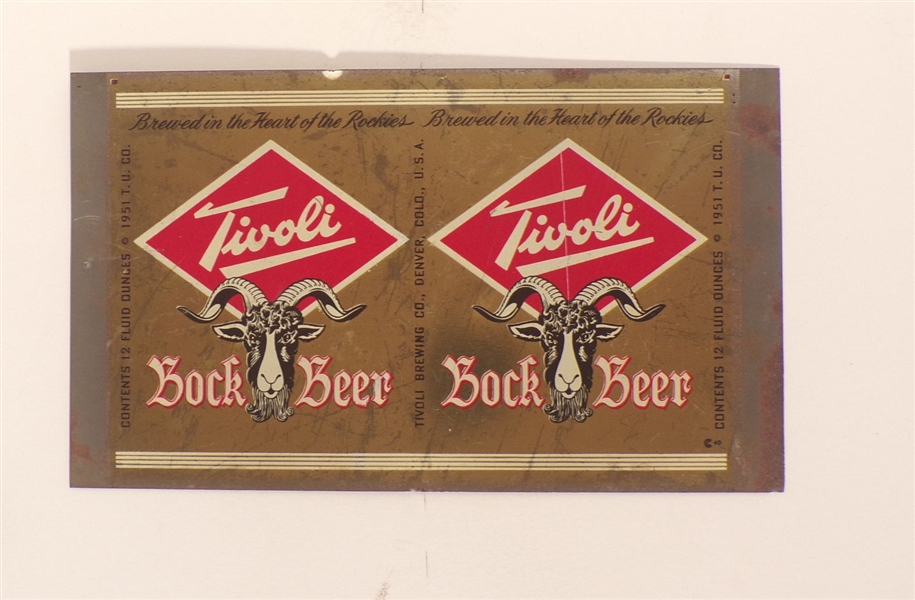 Brewed in the Heart of the Rockies Brewed in the Heart of the Rockies
CONTENTS 12 FLUID OUNCES © 1951 T. U. CO.
Tivoli
Bock Beer
TIVOLI BREWING CO., DENVER, COLO., U.S.A.
Tivoli
Bock Beer
CONTENTS 12 FLUID OUNCES © 1951 T. U. CO.